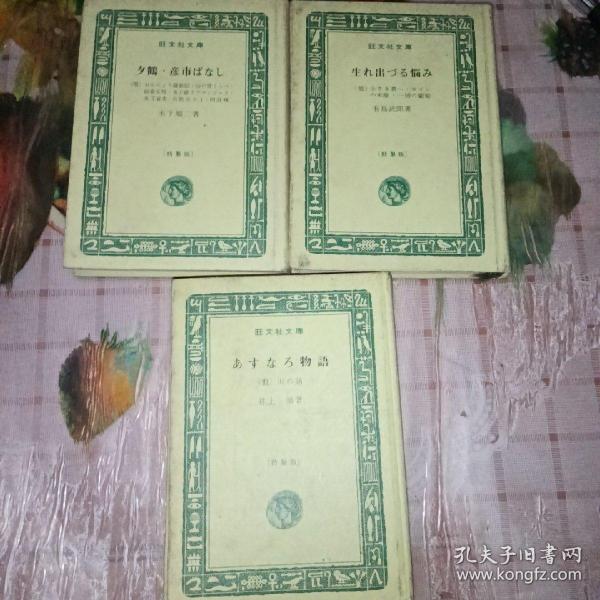 旺文社文庫
夕鶴・彦市ばなし
木下順二著
[特製版]
旺文社文庫
生れ出づる悩み
有島武郎著
[特製版]
旺文社文庫
あすなろ物語
井上 靖著
[特製版]
孔夫子旧书网
www.kongfz.com